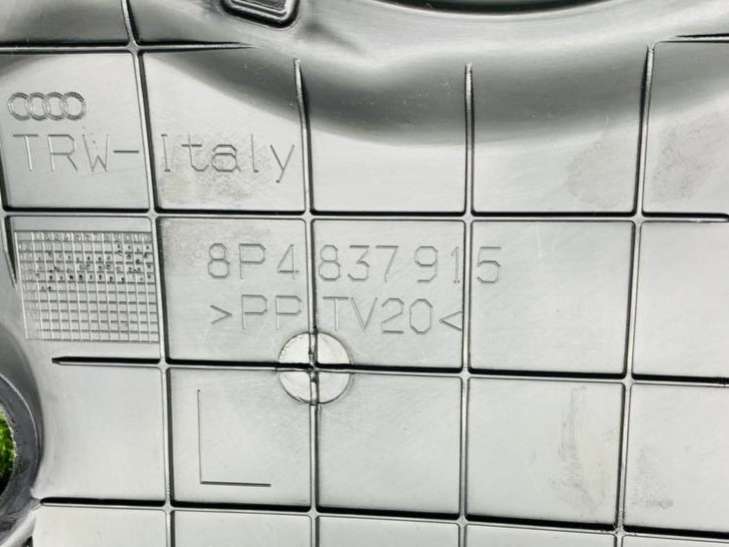 TRW-Italy
8P4 837 915
>PP TV20<
L